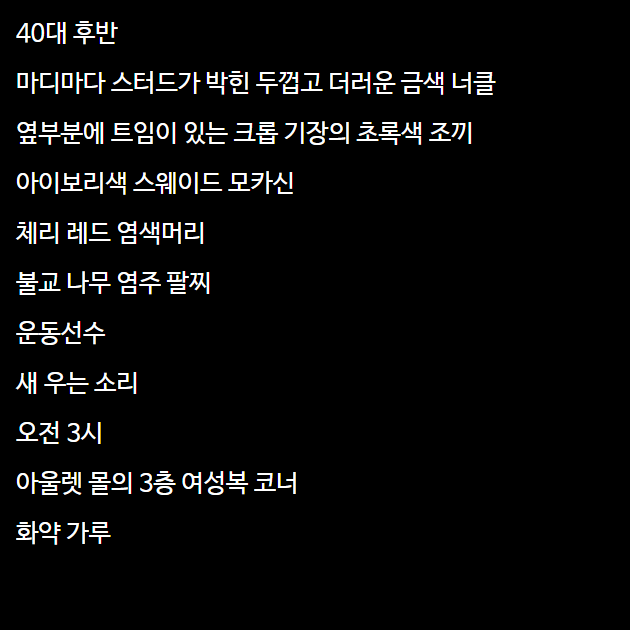 40대 후반
마디마다 스터드가 박힌 두껍고 더러운 금색 너클
옆부분에 트임이 있는 크롭 기장의 초록색 조끼
아이보리색 스웨이드 모카신
체리 레드 염색머리
불교 나무 염주 팔찌
운동선수
새 우는 소리
오전 3시
아울렛 몰의 3층 여성복 코너
화약 가루